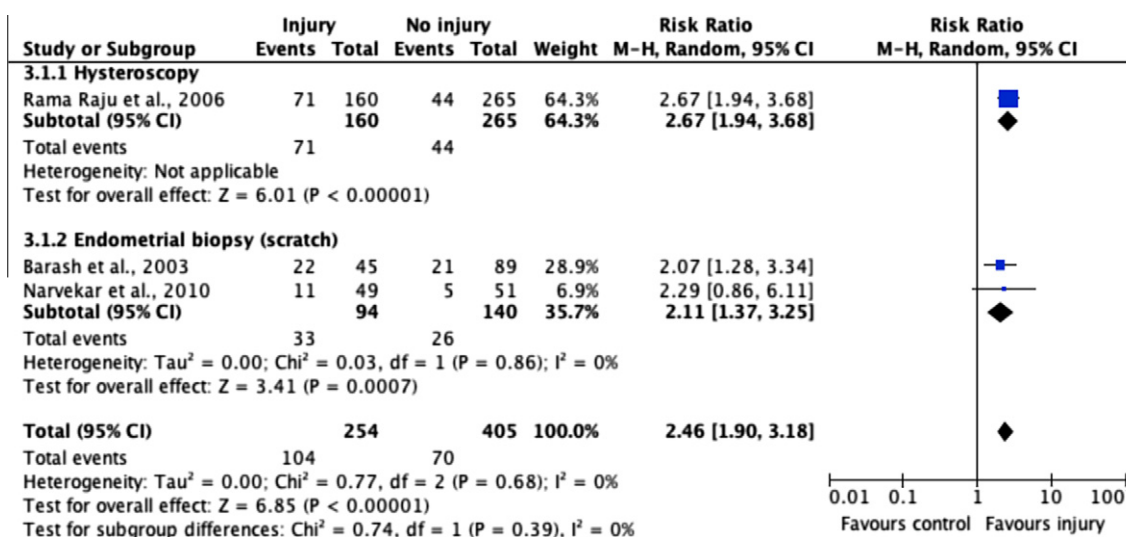 Injury No injury Risk Ratio Risk Ratio
Study or Subgroup Events Total Events Total Weight M-H, Random, 95% CI M-H, Random, 95% CI
3.1.1 Hysteroscopy
Rama Raju et al., 2006 71 160 44 265 64.3% 2.67 [1.94, 3.68]
Subtotal (95% CI) 160 265 64.3% 2.67 [1.94, 3.68]
Total events 71 44
Heterogeneity: Not applicable
Test for overall effect: Z = 6.01 (P < 0.00001)
3.1.2 Endometrial biopsy (scratch)
Barash et al., 2003 22 45 21 89 28.9% 2.07 [1.28, 3.34]
Narvekar et al., 2010 11 49 5 51 6.9% 2.29 [0.86, 6.11]
Subtotal (95% CI) 94 140 35.7% 2.11 [1.37, 3.25]
Total events 33 26
Heterogeneity: Tau² = 0.00; Chi² = 0.03, df = 1 (P = 0.86); I² = 0%
Test for overall effect: Z = 3.41 (P = 0.0007)
Total (95% CI) 254 405 100.0% 2.46 [1.90, 3.18]
Total events 104 70
Heterogeneity: Tau² = 0.00; Chi² = 0.77, df = 2 (P = 0.68); I² = 0%
Test for overall effect: Z = 6.85 (P < 0.00001)
Test for subgroup differences: Chi² = 0.74, df = 1 (P = 0.39), I² = 0%
0.01 0.1 1 10 100
Favours control Favours injury